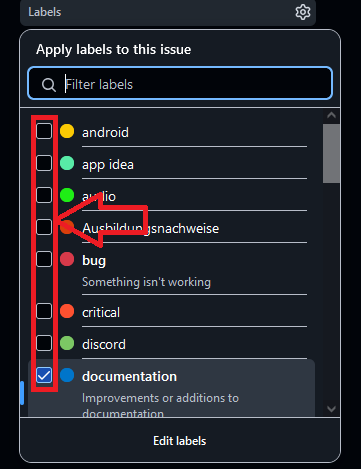 Labels
Apply labels to this issue
Filter labels
android
app idea
audio
Ausbildungsnachweise
bug
Something isn't working
critical
discord
documentation
Improvements or additions to
documentation
Edit labels